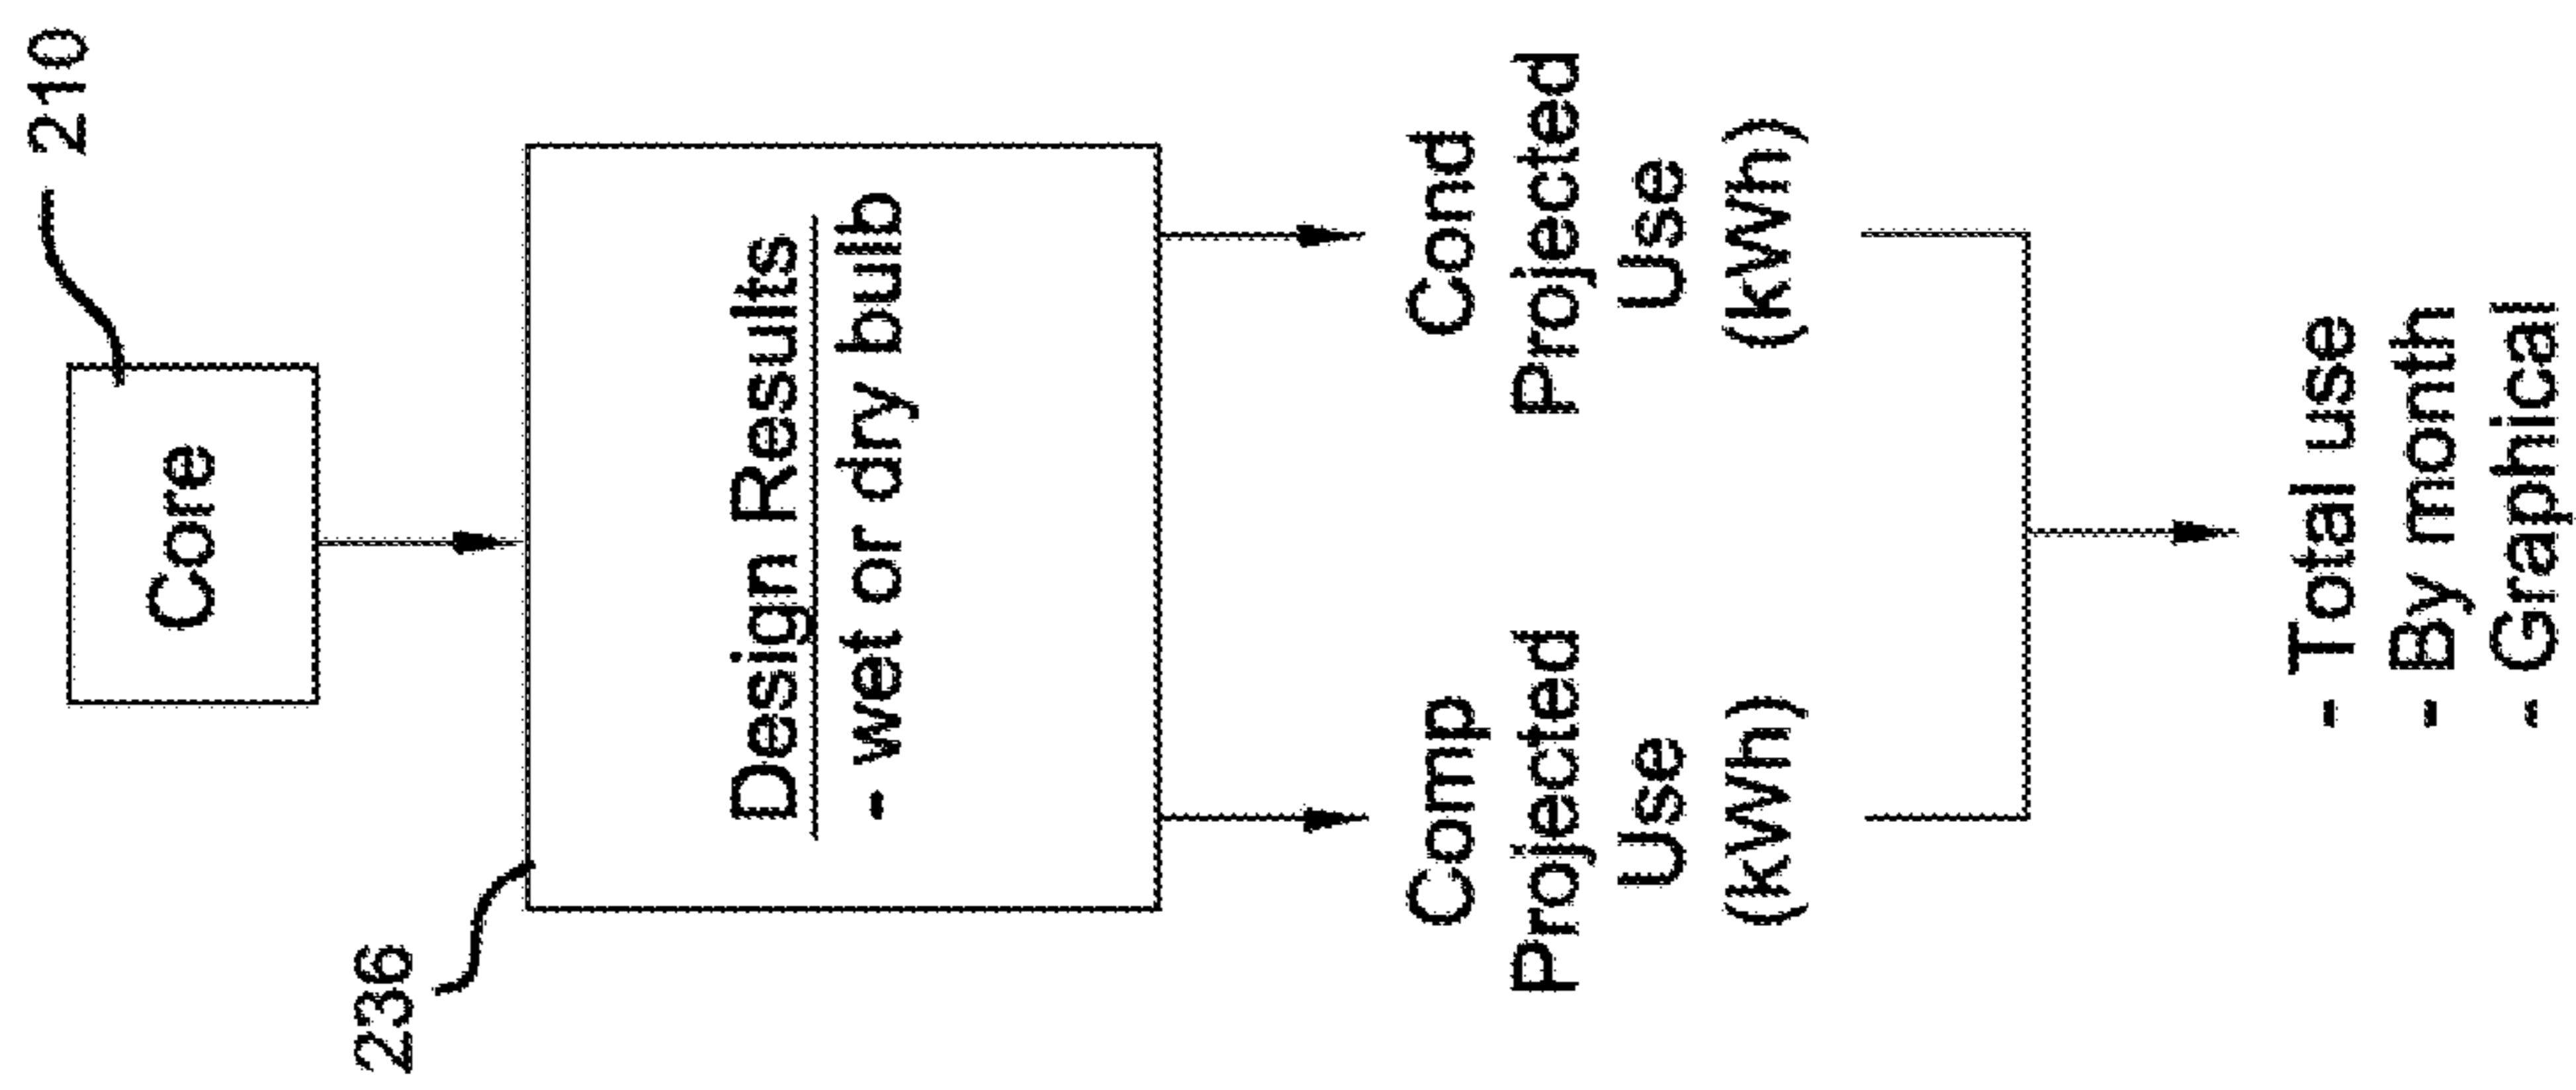 210
Core
236
Design Results
- wet or dry bulb
Comp
Projected
Use
(kWh)
Cond
Projected
Use
(kWh)
- Total use
- By month
- Graphical